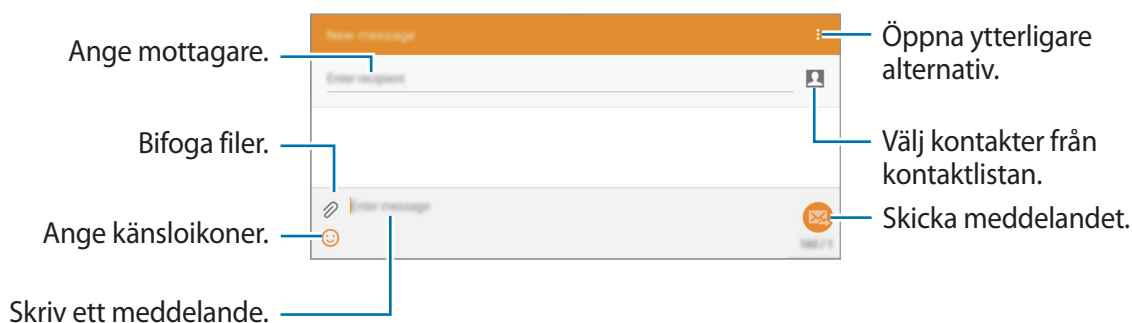 New message
Öppna ytterligare
alternativ.
Ange mottagare.
Enter recipient
Bifoga filer.
Välj kontakter från
kontaktlistan.
Enter message
Skicka meddelandet.
Ange känsloikoner.
160 / 1
Skriv ett meddelande.